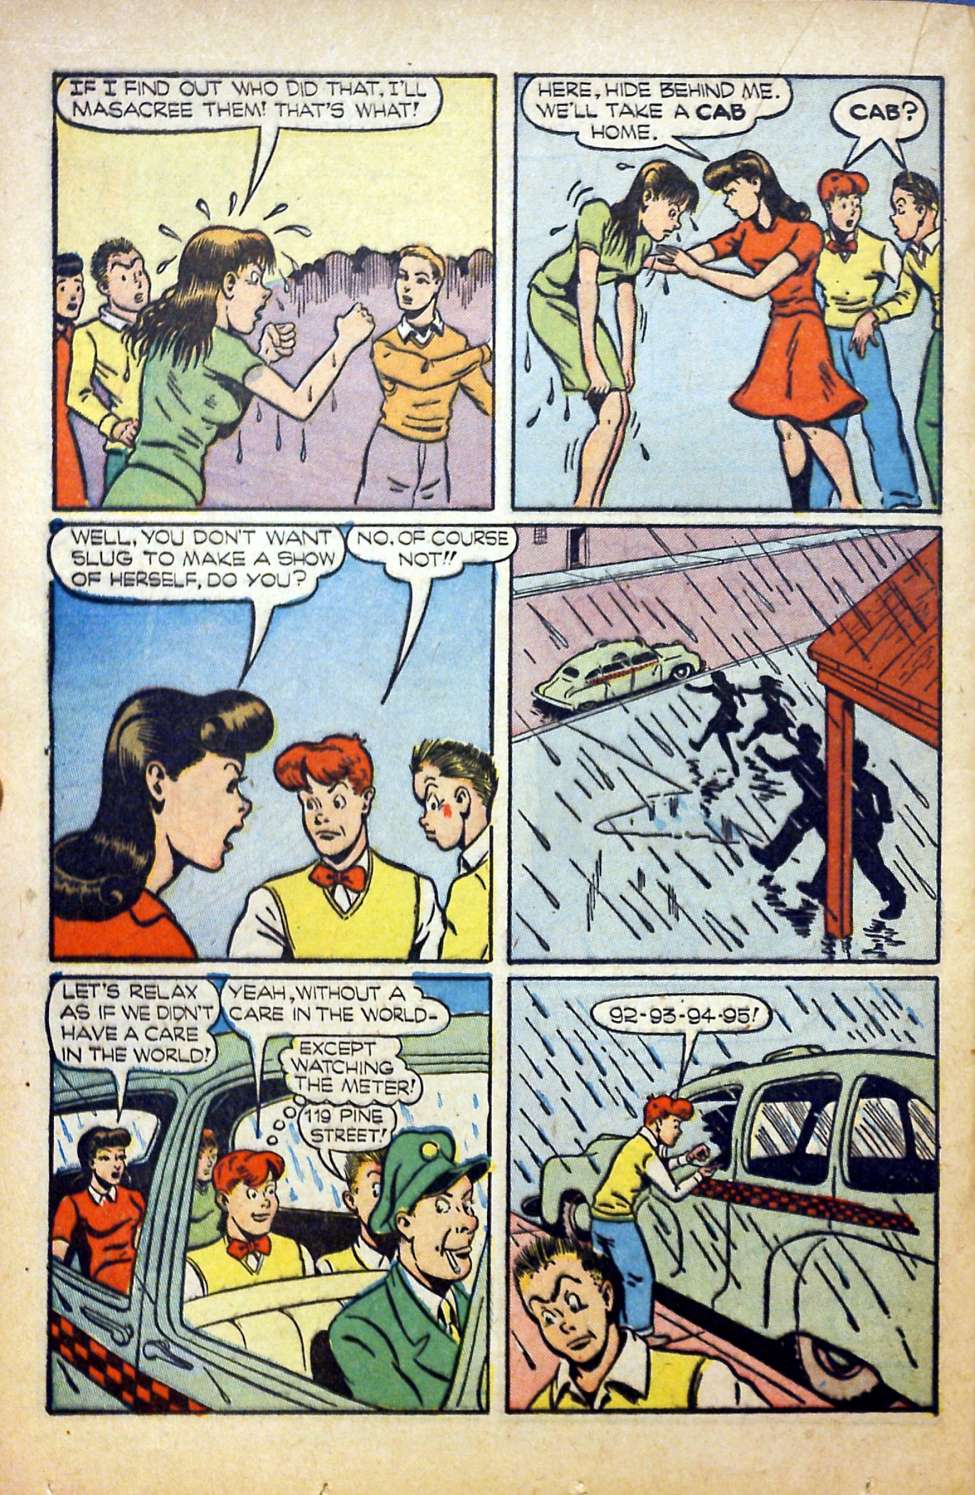 IF I FIND OUT WHO DID THAT, I'LL
MASACREE THEM! THAT'S WHAT!
HERE, HIDE BEHIND ME.
WE'LL TAKE A CAB
HOME.
CAB?
WELL, YOU DON'T WANT
SLUG TO MAKE A SHOW
OF HERSELF, DO YOU?
NO. OF COURSE
NOT!!
LET'S RELAX
AS IF WE DIDN'T
HAVE A CARE
IN THE WORLD!
YEAH, WITHOUT A
CARE IN THE WORLD-
EXCEPT
WATCHING
THE METER!
119 PINE
STREET!
92-93-94-95!